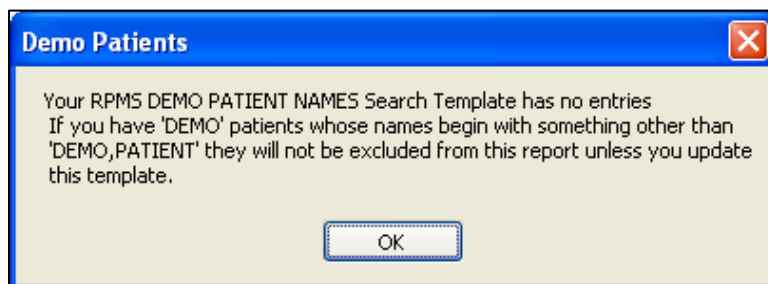 Demo Patients
Your RPMS DEMO PATIENT NAMES Search Template has no entries
If you have 'DEMO' patients whose names begin with something other than
'DEMO,PATIENT' they will not be excluded from this report unless you update
this template.
OK